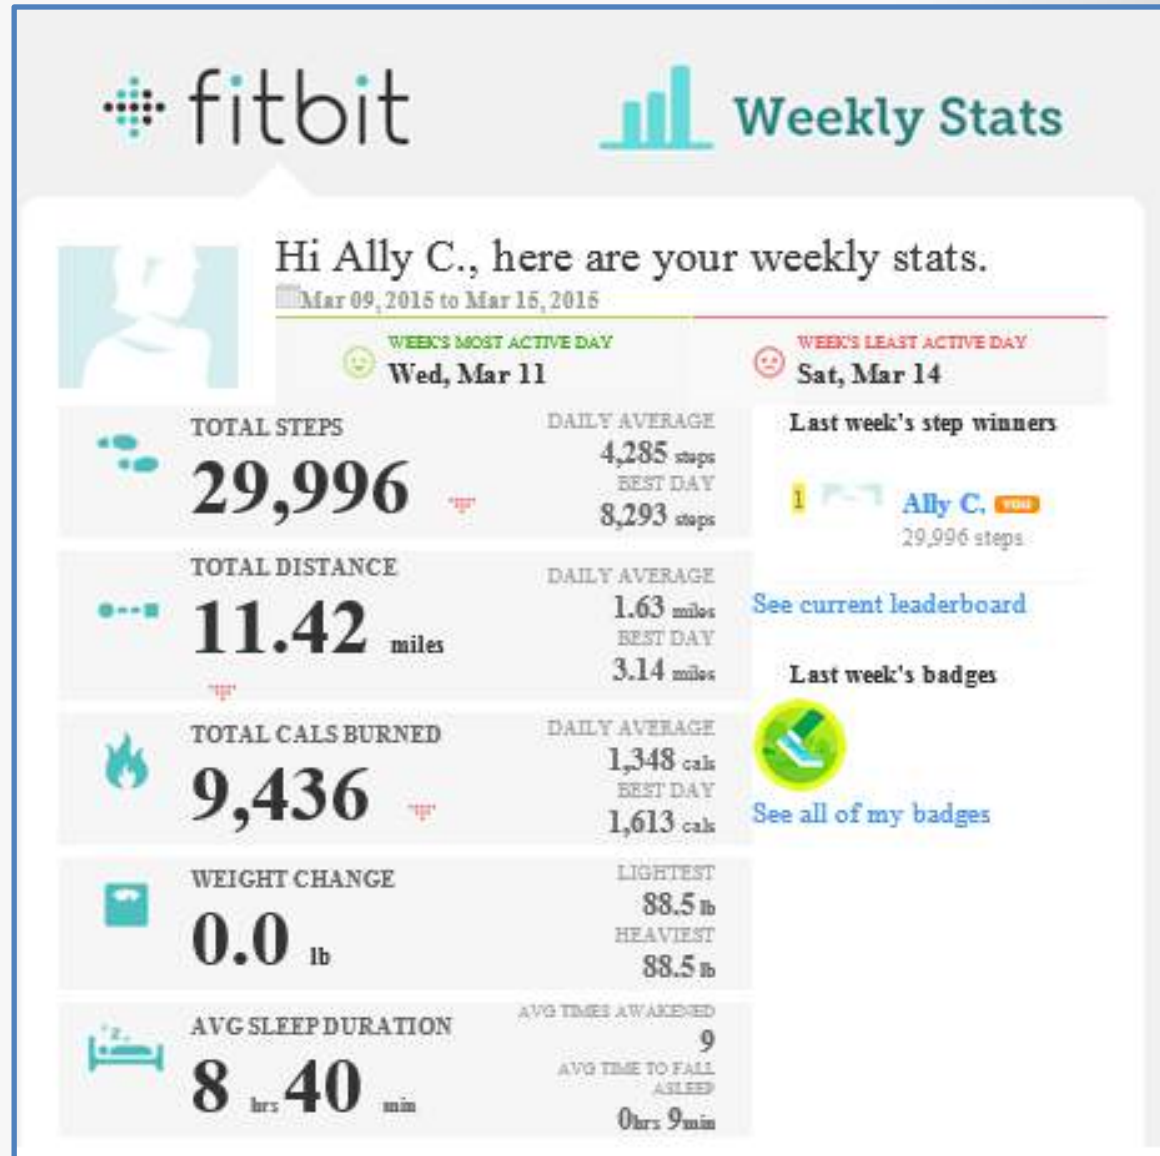 fitbit
Weekly Stats
Hi Ally C., here are your weekly stats.
Mar 09, 2015 to Mar 15, 2015
WEEK'S MOST ACTIVE DAY
Wed, Mar 11
WEEK'S LEAST ACTIVE DAY
Sat, Mar 14
TOTAL STEPS
29,996
DAILY AVERAGE
4,285 steps
BEST DAY
8,293 steps
TOTAL DISTANCE
11.42 miles
DAILY AVERAGE
1.63 miles
BEST DAY
3.14 miles
TOTAL CALS BURNED
9,436
DAILY AVERAGE
1,348 cals
BEST DAY
1,613 cals
WEIGHT CHANGE
0.0 lb
LIGHTEST
88.5 lb
HEAVIEST
88.5 lb
AVG SLEEP DURATION
8 hrs 40 min
AVG TIMES AWAKENED
9
AVG TIME TO FALL
ASLEEP
0hrs 9min
Last week's step winners
1
Ally C. YOU
29,996 steps
See current leaderboard
Last week's badges
See all of my badges